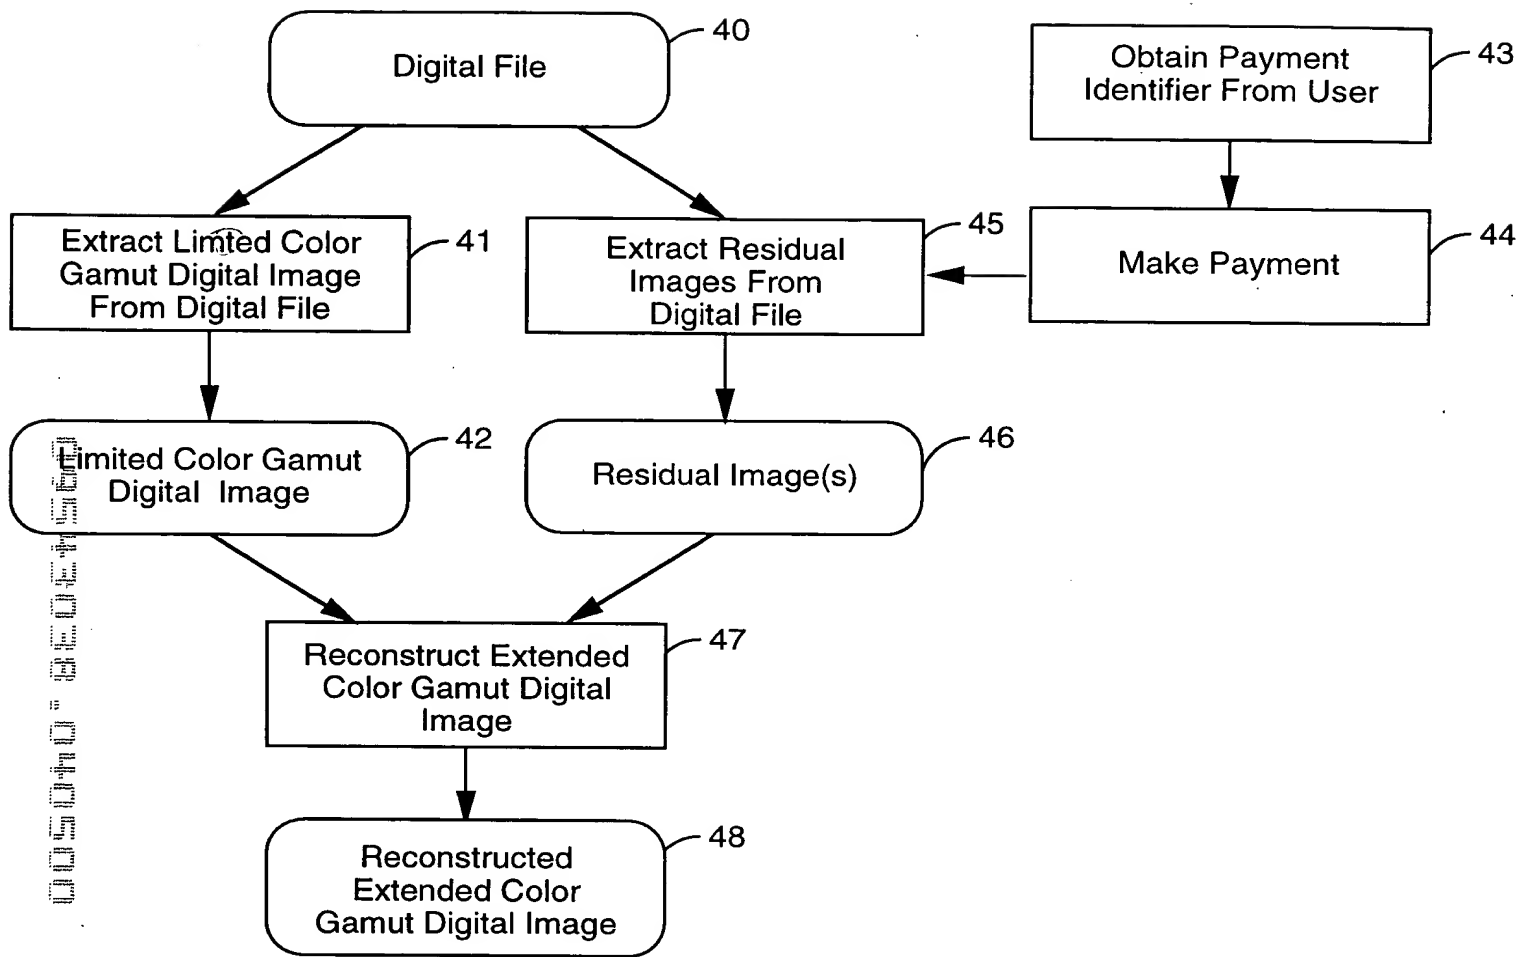 Digital File
40
Obtain Payment
Identifier From User
43
Extract Limted Color
Gamut Digital Image
From Digital File
41
Extract Residual
Images From
Digital File
45
Make Payment
44
Limited Color Gamut
Digital Image
42
Residual Image(s)
46
Reconstruct Extended
Color Gamut Digital
Image
47
Reconstructed
Extended Color
Gamut Digital Image
48